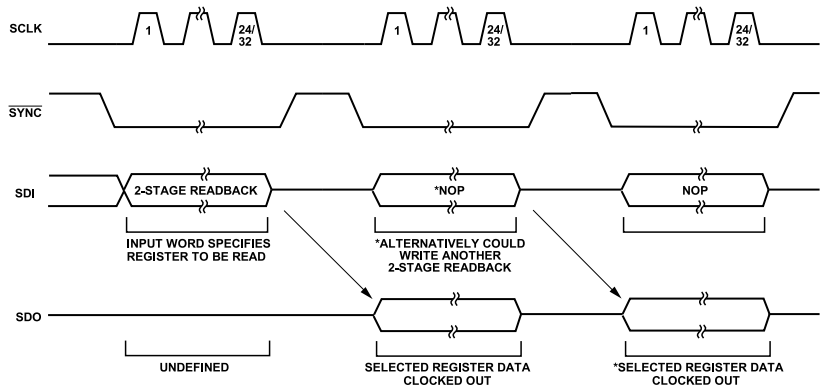 SCLK
1
24/
32
1
24/
32
1
24/
32
SYNC
SDI
2-STAGE READBACK
*NOP
NOP
INPUT WORD SPECIFIES
REGISTER TO BE READ
*ALTERNATIVELY COULD
WRITE ANOTHER
2-STAGE READBACK
SDO
UNDEFINED
SELECTED REGISTER DATA
CLOCKED OUT
*SELECTED REGISTER DATA
CLOCKED OUT